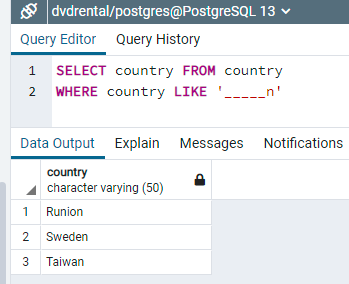 dvdrental/postgres@PostgreSQL 13
Query Editor Query History
1 SELECT country FROM country
2 WHERE country LIKE '_____n'
Data Output Explain Messages Notifications
country
character varying (50)
1 Runion
2 Sweden
3 Taiwan